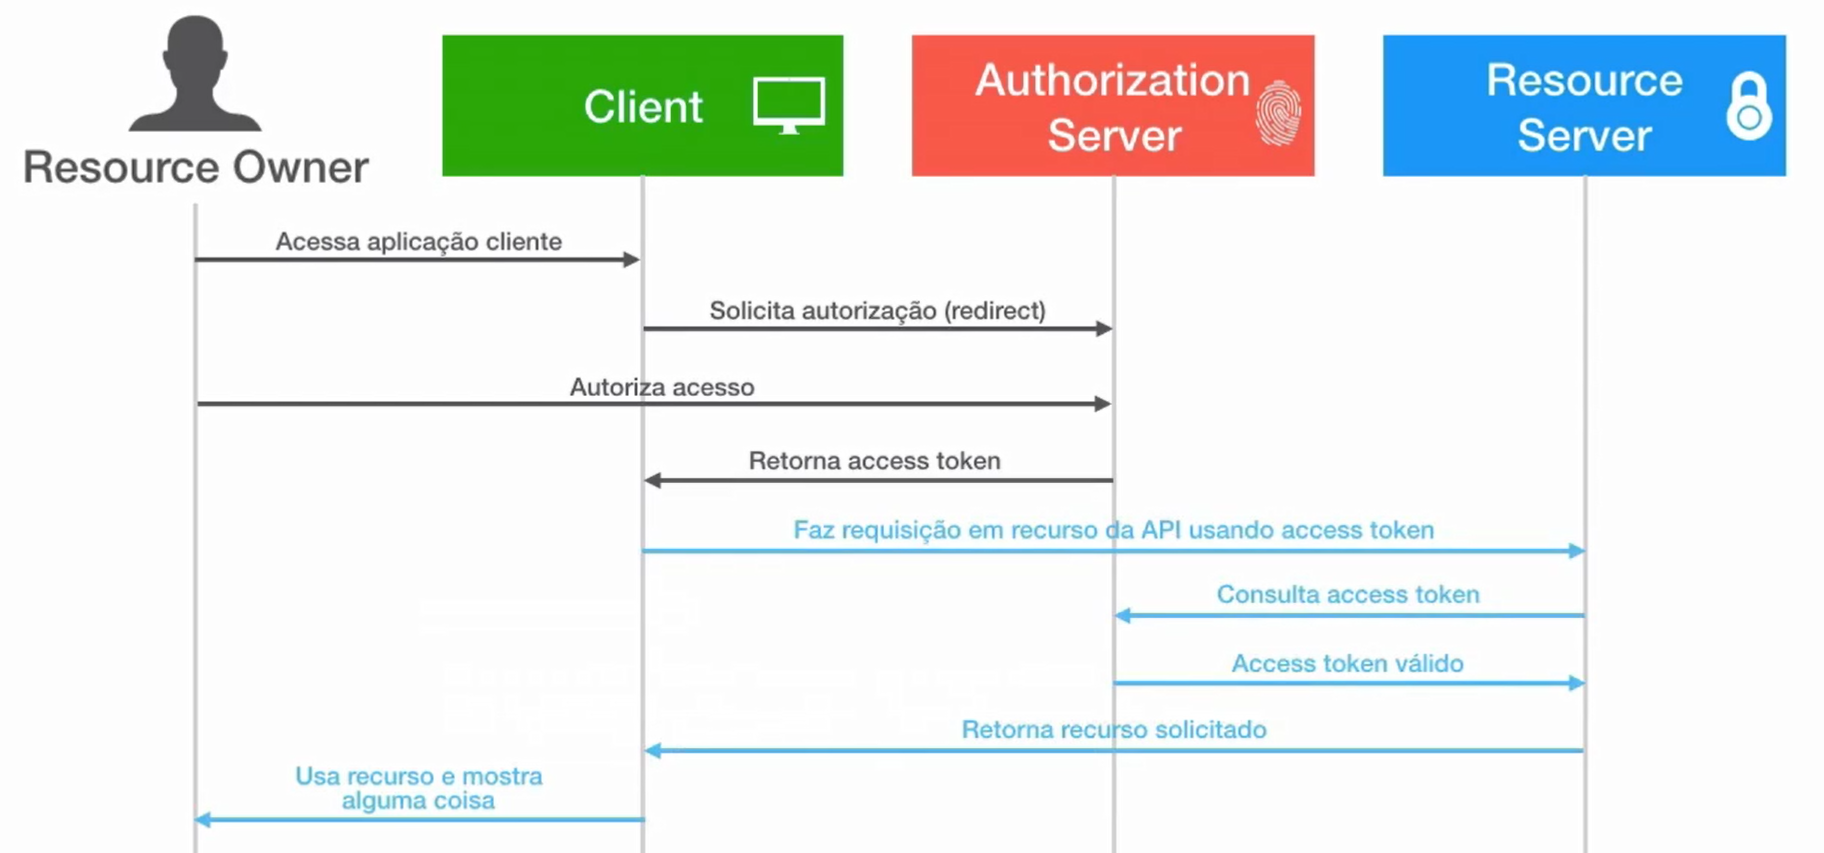 Resource Owner
Client
Authorization
Server
Resource
Server
Acessa aplicação cliente
Solicita autorização (redirect)
Autoriza acesso
Retorna access token
Faz requisição em recurso da API usando access token
Consulta access token
Access token válido
Retorna recurso solicitado
Usa recurso e mostra
alguma coisa